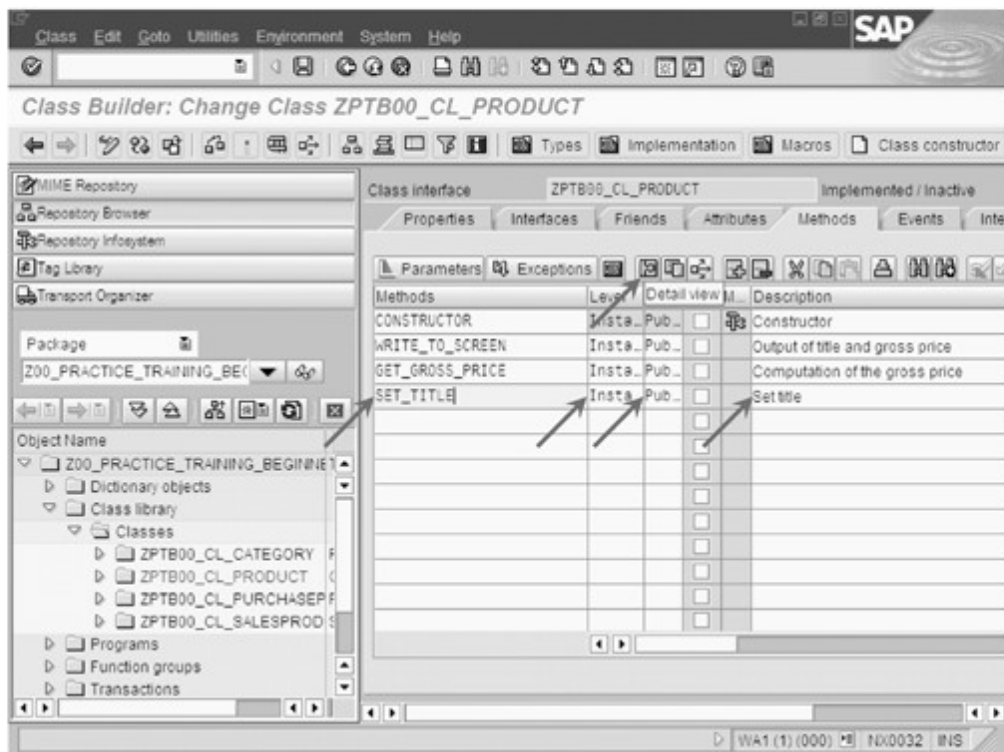 Class Edit Goto Utilities Environment System Help
SAP
Class Builder: Change Class ZPTB00_CL_PRODUCT
Types Implementation Macros Class constructor
MIME Repository
Repository Browser
Repository Infosystem
Tag Library
Transport Organizer
Package
Z00_PRACTICE_TRAINING_BE
Object Name
Z00_PRACTICE_TRAINING_BEGINNE
Dictionary objects
Class library
Classes
ZPTB00_CL_CATEGORY
ZPTB00_CL_PRODUCT
ZPTB00_CL_PURCHASEP
ZPTB00_CL_SALESPROD
Programs
Function groups
Transactions
Class interface ZPTB00_CL_PRODUCT Implemented / Inactive
Properties Interfaces Friends Attributes Methods Events Inte
Parameters Exceptions
Methods Level Detail view M... Description
CONSTRUCTOR Insta... Pub... Constructor
WRITE_TO_SCREEN Insta... Pub... Output of title and gross price
GET_GROSS_PRICE Insta... Pub... Computation of the gross price
SET_TITLE Insta... Pub... Set title
WA1 (1) (000) NX0032 INS